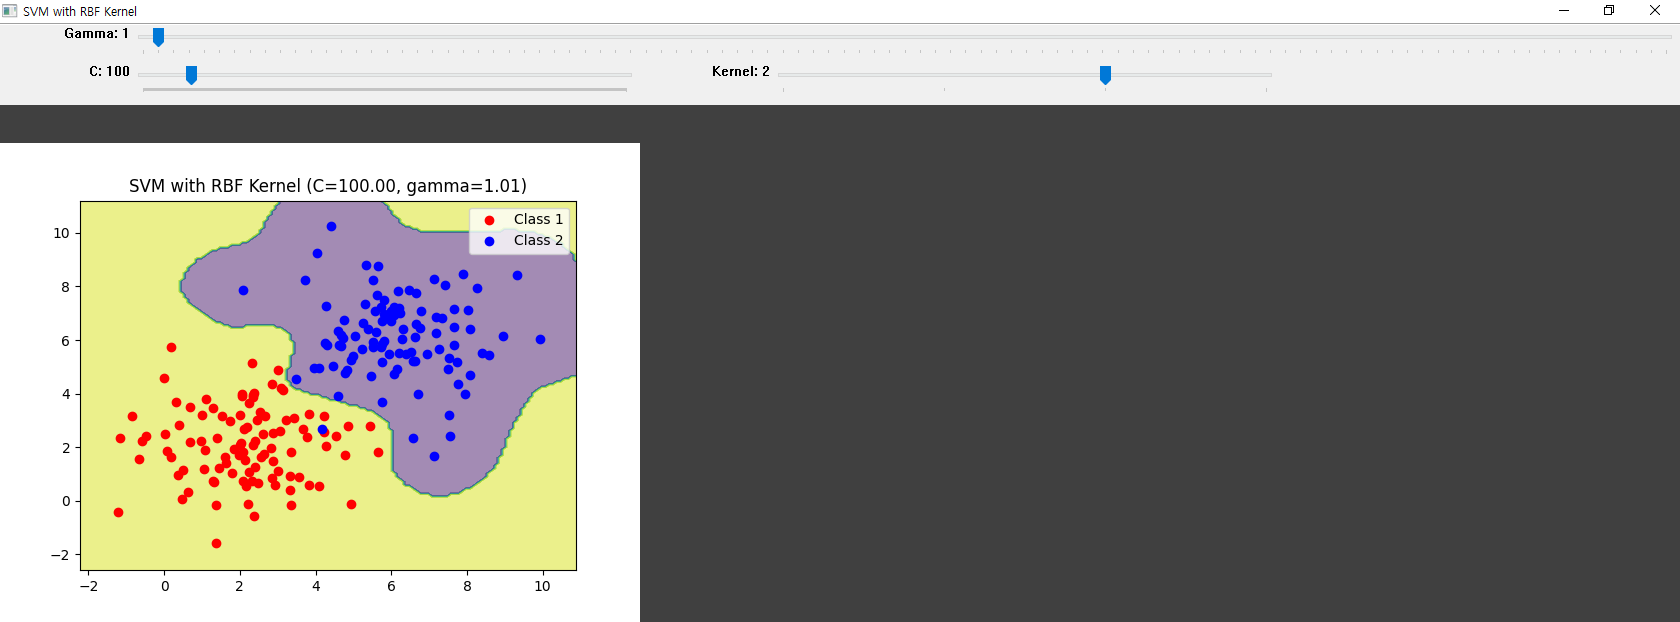 SVM with RBF Kernel
Gamma: 1
C: 100
Kernel: 2
SVM with RBF Kernel (C=100.00, gamma=1.01)
Class 1
Class 2
10
8
6
4
2
0
−2
−2 0 2 4 6 8 10